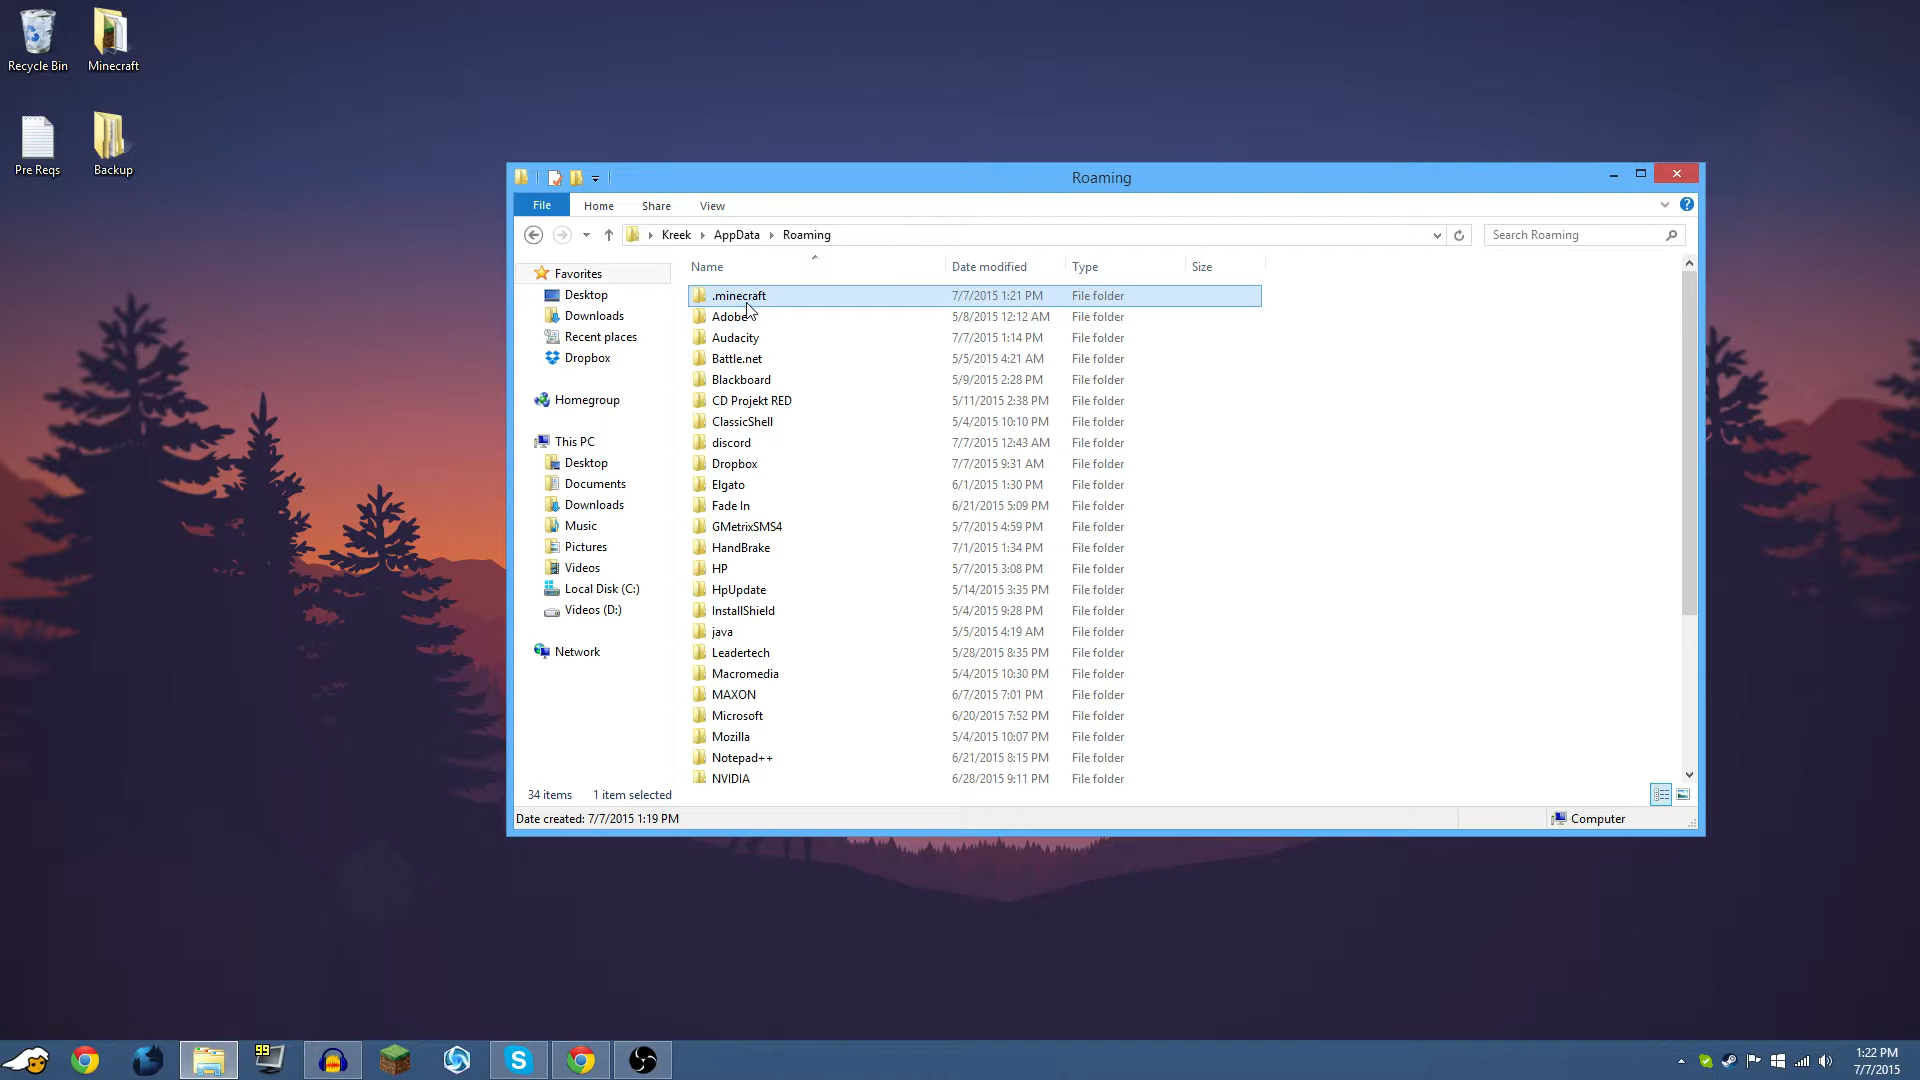 Recycle Bin
Minecraft
Pre Reqs
Backup
Roaming
File Home Share View
Kreek AppData Roaming
Search Roaming
Name Date modified Type Size
Favorites
Desktop
Downloads
Recent places
Dropbox
Homegroup
This PC
Desktop
Documents
Downloads
Music
Pictures
Videos
Local Disk (C:)
Videos (D:)
Network
.minecraft 7/7/2015 1:21 PM File folder
Adobe 5/8/2015 12:12 AM File folder
Audacity 7/7/2015 1:14 PM File folder
Battle.net 5/5/2015 4:21 AM File folder
Blackboard 5/9/2015 2:28 PM File folder
CD Projekt RED 5/11/2015 2:38 PM File folder
ClassicShell 5/4/2015 10:10 PM File folder
discord 7/7/2015 12:43 AM File folder
Dropbox 7/7/2015 9:31 AM File folder
Elgato 6/1/2015 1:30 PM File folder
Fade In 6/21/2015 5:09 PM File folder
GMetrixSMS4 5/7/2015 4:59 PM File folder
HandBrake 7/1/2015 1:34 PM File folder
HP 5/7/2015 3:08 PM File folder
HpUpdate 5/14/2015 3:35 PM File folder
InstallShield 5/4/2015 9:28 PM File folder
java 5/5/2015 4:19 AM File folder
Leadertech 5/28/2015 8:35 PM File folder
Macromedia 5/4/2015 10:30 PM File folder
MAXON 6/7/2015 7:01 PM File folder
Microsoft 6/20/2015 7:52 PM File folder
Mozilla 5/4/2015 10:07 PM File folder
Notepad++ 6/21/2015 8:15 PM File folder
NVIDIA 6/28/2015 9:11 PM File folder
34 items 1 item selected
Date created: 7/7/2015 1:19 PM
Computer
99
1:22 PM
7/7/2015